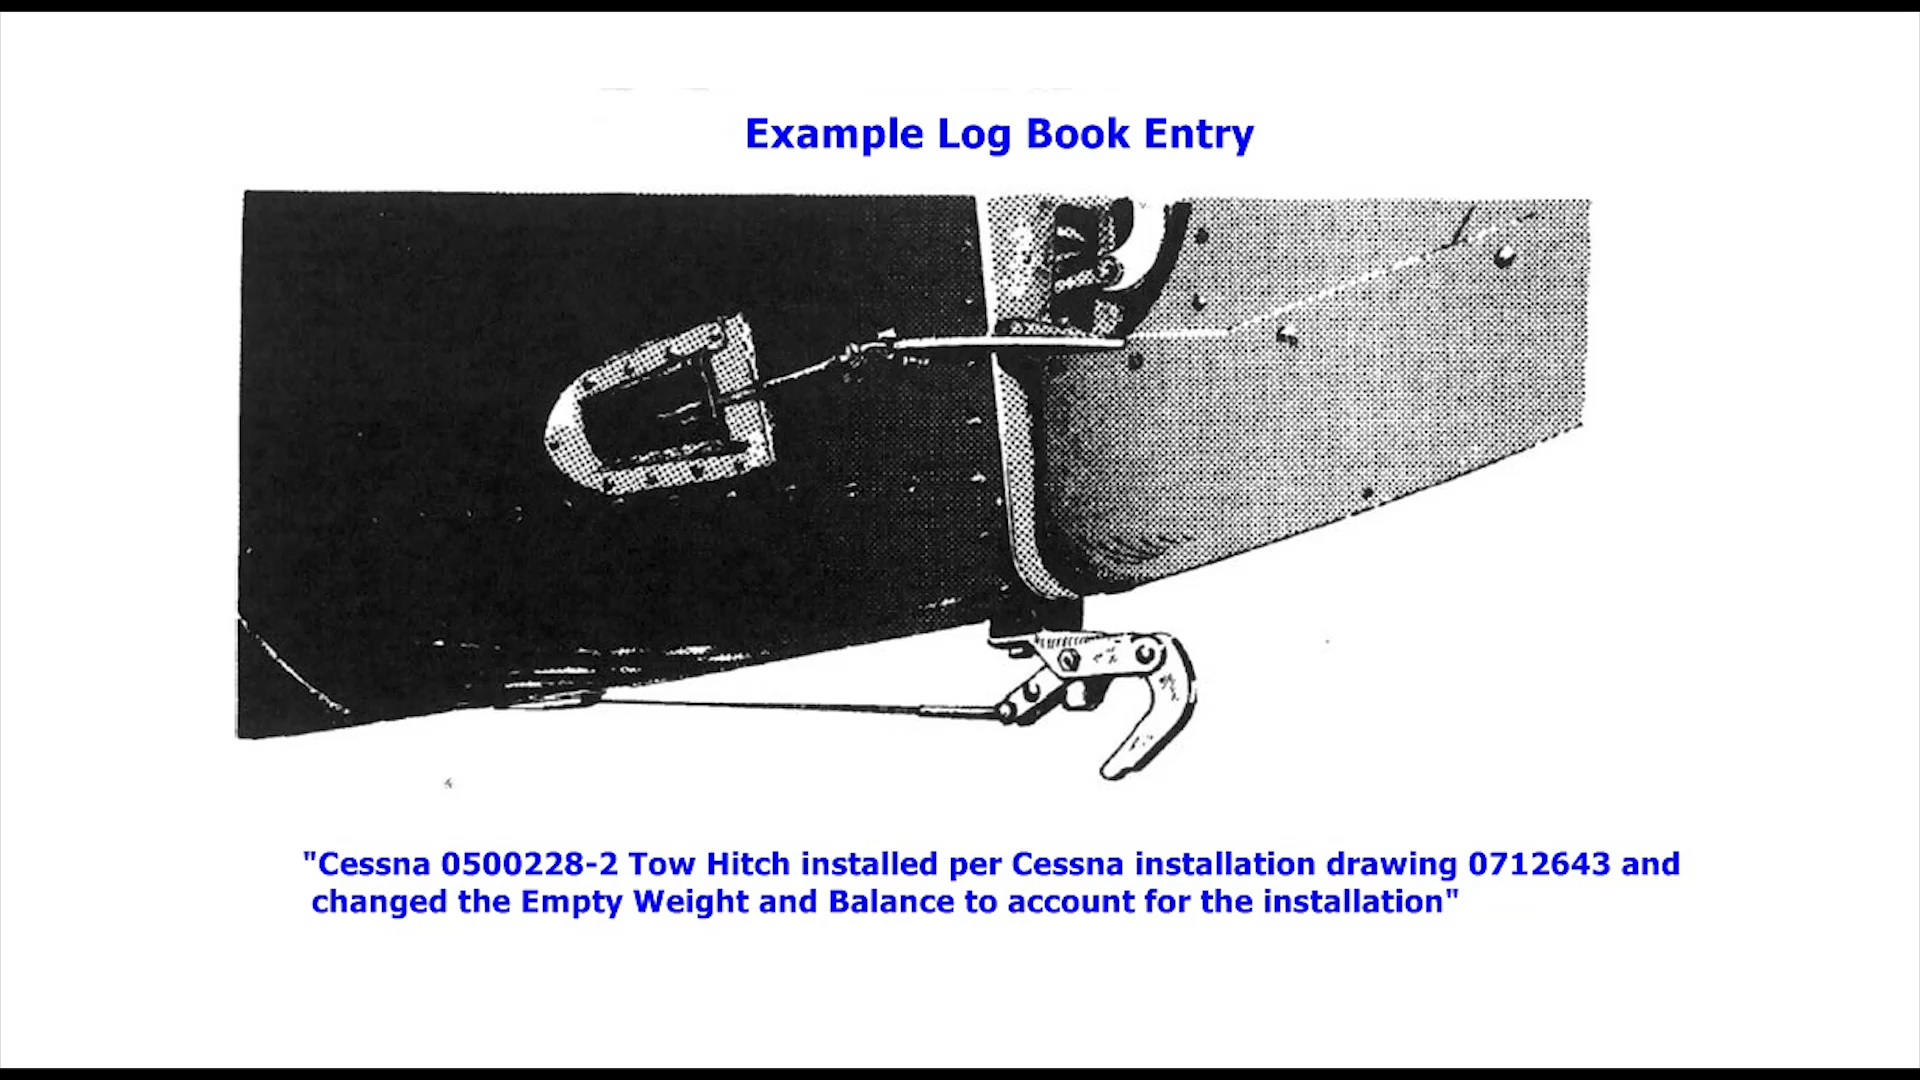 Example Log Book Entry
"Cessna 0500228-2 Tow Hitch installed per Cessna installation drawing 0712643 and
changed the Empty Weight and Balance to account for the installation"